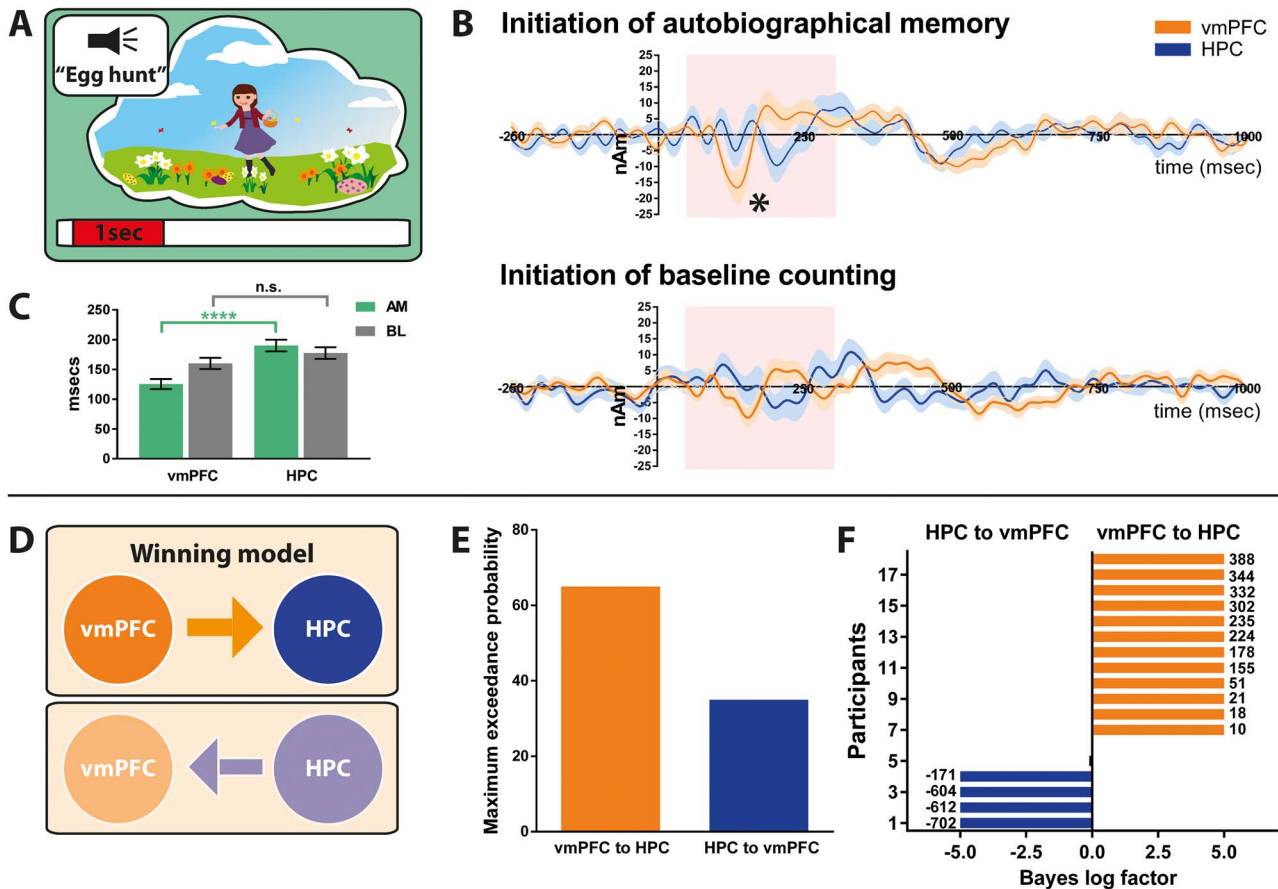 A
"Egg hunt"
1sec
B
Initiation of autobiographical memory
vmPFC
HPC
25
20
15
10
5
0
-5
-10
-15
-20
-25
nAm
-250
250
500
750
1000
time (msec)
*
Initiation of baseline counting
25
20
15
10
5
0
-5
-10
-15
-20
-25
nAm
-250
250
500
750
1000
time (msec)
C
n.s.
****
AM
BL
250
200
150
100
50
0
msecs
vmPFC
HPC
D
Winning model
vmPFC
HPC
vmPFC
HPC
E
Maximum exceedance probability
80
60
40
20
0
vmPFC to HPC
HPC to vmPFC
F
HPC to vmPFC
vmPFC to HPC
Participants
17
15
13
11
9
7
5
3
1
388
344
332
302
235
224
178
155
51
21
18
10
-171
-604
-612
-702
-5.0
-2.5
0.0
2.5
5.0
Bayes log factor